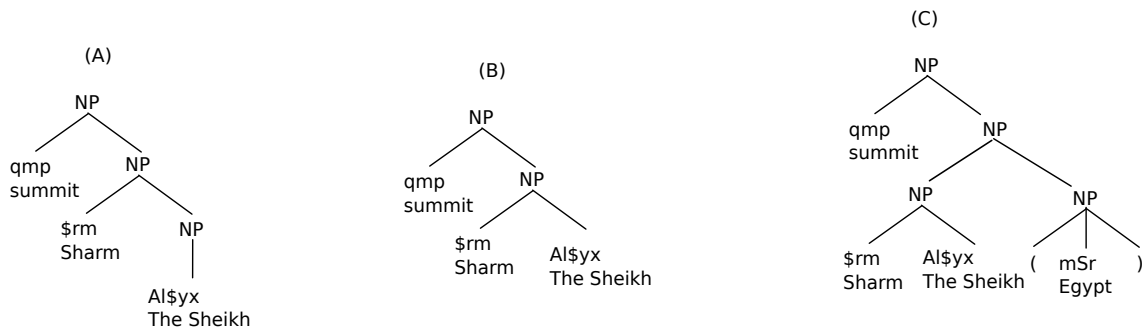 (A)
NP
qmp
summit
NP
$rm
Sharm
NP
Al$yx
The Sheikh
(B)
NP
qmp
summit
NP
$rm
Sharm
Al$yx
The Sheikh
(C)
NP
qmp
summit
NP
NP
$rm
Sharm
Al$yx
The Sheikh
NP
(
mSr
Egypt
)